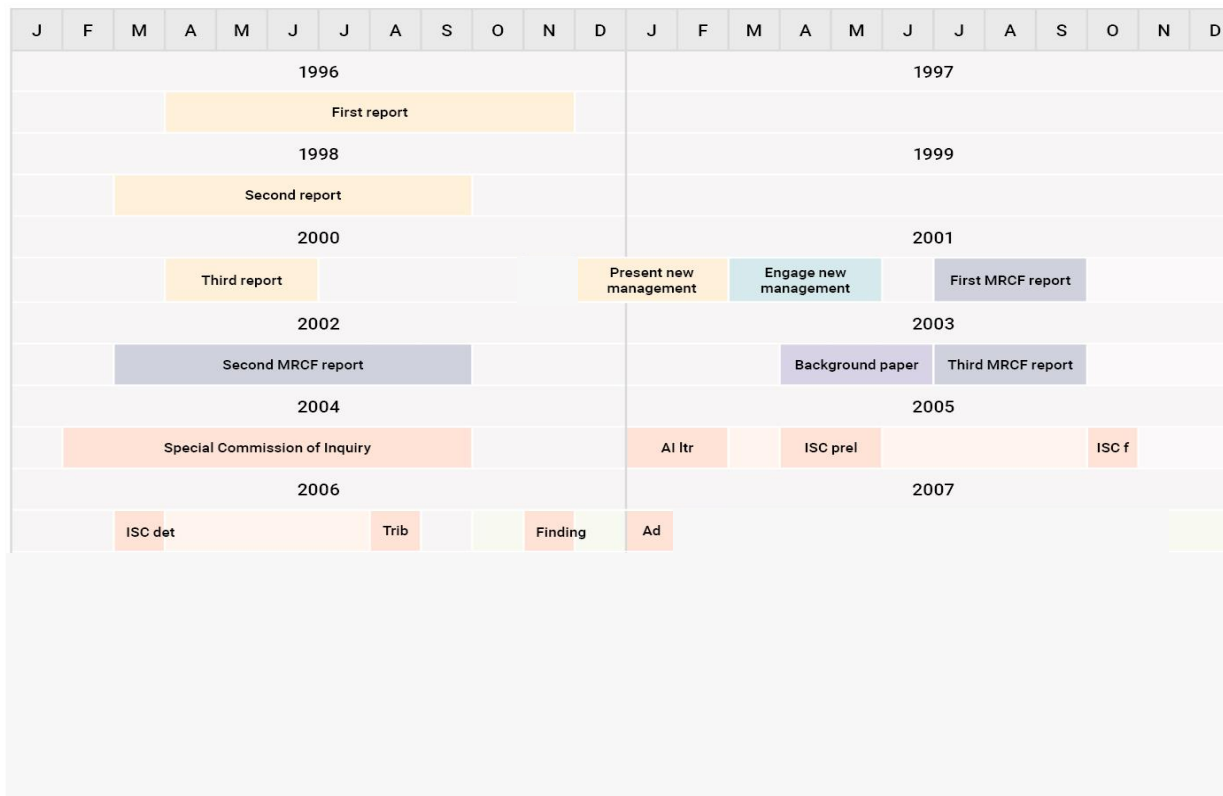 J F M A M J J A S O N D J F M A M J J A S O N D
1996 1997
First report
1998 1999
Second report
2000 2001
Third report Present new management Engage new management First MRCF report
2002 2003
Second MRCF report Background paper Third MRCF report
2004 2005
Special Commission of Inquiry AI ltr ISC prel ISC f
2006 2007
ISC det Trib Finding Ad